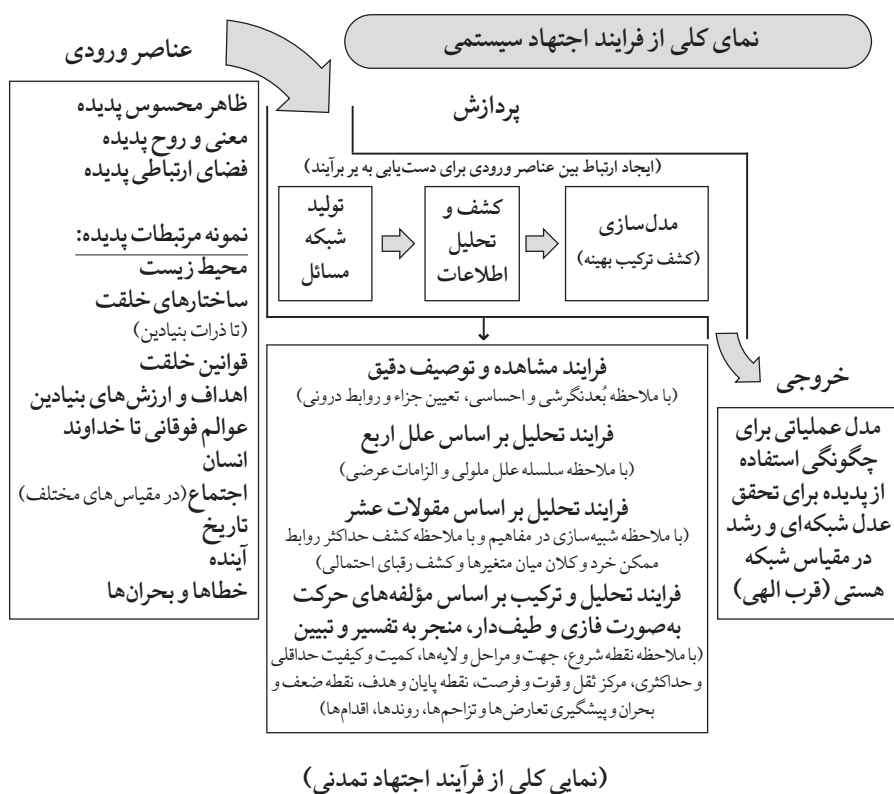 نمای کلی از فرایند اجتهاد سیستمی
عناصر ورودی
ظاهر محسوس پدیده
معنی و روح پدیده
فضای ارتباطی پدیده
نمونه مرتبطات پدیده:
محیط زیست
ساختارهای خلقت
(تا ذرات بنیادین)
قوانین خلقت
اهداف و ارزش‌های بنیادین
عوالم فوقانی تا خداوند
انسان
اجتماع(در مقیاس‌های مختلف)
تاریخ
آینده
خطاها و بحران‌ها
پردازش
(ایجاد ارتباط بین عناصر ورودی برای دست‌یابی به یر برآیند)
تولید
شبکه
مسائل
کشف و
تحلیل
اطلاعات
مدل‌سازی
(کشف ترکیب بهینه)
فرایند مشاهده و توصیف دقیق
(با ملاحظه بُعدنگرشی و احساسی، تعیین جزاء و روابط درونی)
فرایند تحلیل بر اساس علل اربع
(با ملاحظه سلسله علل ملولی و الزامات عرضی)
فرایند تحلیل بر اساس مقولات عشر
(با ملاحظه شبیه‌سازی در مفاهیم و با ملاحظه کشف حداکثر روابط
ممکن خرد و کلان میان متغیرها و کشف رقبای احتمالی)
فرایند تحلیل و ترکیب بر اساس مؤلفه‌های حرکت
به‌صورت فازی و طیف‌دار، منجر به تفسیر و تبیین
(با ملاحظه نقطه شروع، جهت و مراحل و لایه‌ها، کمیت و کیفیت حداقلی
و حداکثری، مرکز ثقل و قوت و فرصت، نقطه پایان و هدف، نقطه ضعف و
بحران و پیشگیری تعارض‌ها و تزاحم‌ها، روندها، اقدام‌ها)
خروجی
مدل عملیاتی برای
چگونگی استفاده
از پدیده برای تحقق
عدل شبکه‌ای و رشد
در مقیاس شبکه
هستی (قرب الهی)
(نمایی کلی از فرآیند اجتهاد تمدنی)